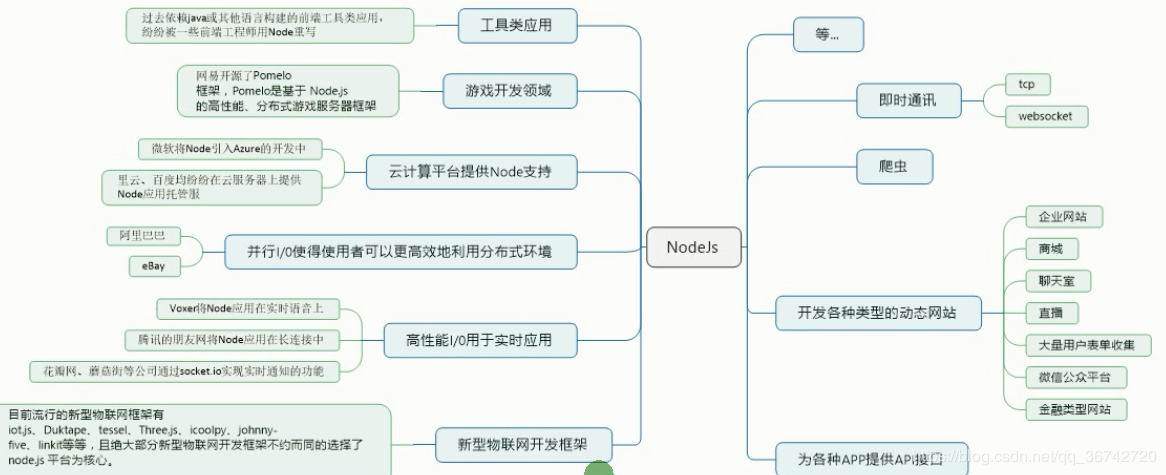 过去依赖java或其他语言构建的前端工具类应用,
纷纷被一些前端工程师用Node重写
工具类应用
网易开源了Pomelo
框架，Pomelo是基于 Node.js
的高性能、分布式游戏服务器框架
游戏开发领域
微软将Node引入Azure的开发中
里云、百度均纷纷在云服务器上提供
Node应用托管服
云计算平台提供Node支持
阿里巴巴
eBay
并行I/0使得使用者可以更高效地利用分布式环境
Voxer将Node应用在实时语音上
腾讯的朋友网将Node应用在长连接中
花瓣网、蘑菇街等公司通过socket.io实现实时通知的功能
高性能I/0用于实时应用
目前流行的新型物联网框架有
iot.js、Duktape、tessel、Three.js、icoolpy、johnny-
five、linkit等等，且绝大部分新型物联网开发框架不约而同的选择了
node.js 平台为核心。
新型物联网开发框架
NodeJs
等...
即时通讯
tcp
websocket
爬虫
开发各种类型的动态网站
企业网站
商城
聊天室
直播
大量用户表单收集
微信公众平台
金融类型网站
为各种APP提供API接口
https://blog.csdn.net/qq_36742720